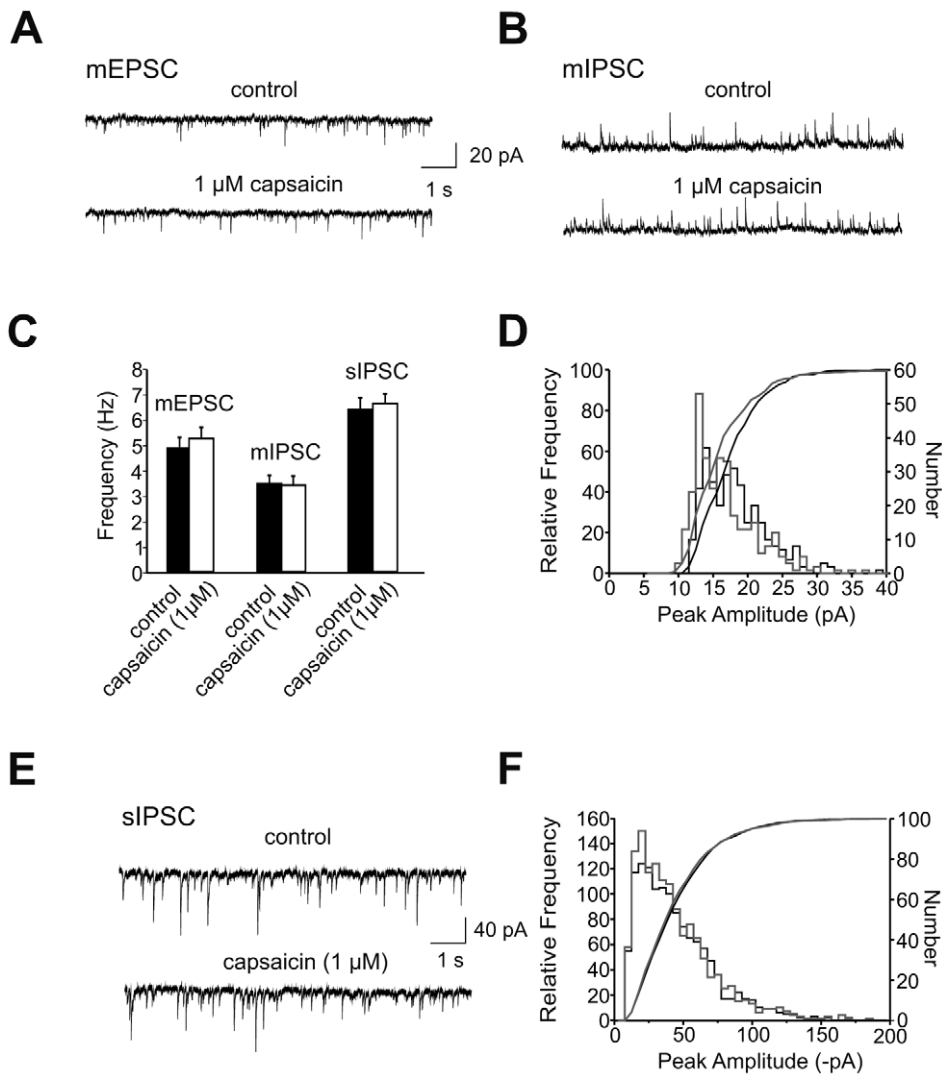 A
mEPSC
control
20 pA
1 s
1 µM capsaicin
B
mIPSC
control
1 µM capsaicin
C
Frequency (Hz)
8
7
6
5
4
3
2
1
0
mEPSC
mIPSC
sIPSC
control
capsaicin (1µM)
control
capsaicin (1µM)
control
capsaicin (1µM)
D
Relative Frequency
100
80
60
40
20
0
60
50
40
30
20
10
0
Number
0 5 10 15 20 25 30 35 40
Peak Amplitude (pA)
E
sIPSC
control
40 pA
1 s
capsaicin (1 µM)
F
Relative Frequency
160
140
120
100
80
60
40
20
0
100
80
60
40
20
0
Number
50 100 150 200
Peak Amplitude (-pA)